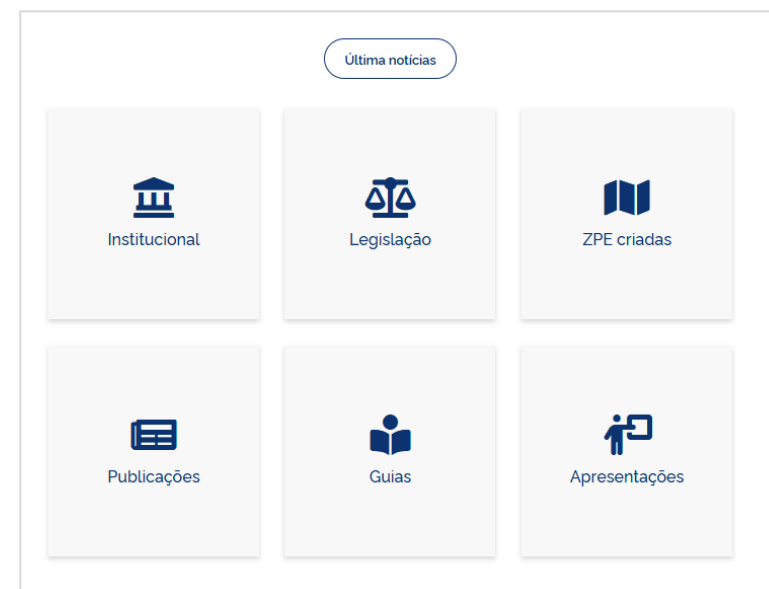 Última notícias
Institucional
Legislação
ZPE criadas
Publicações
Guias
Apresentações